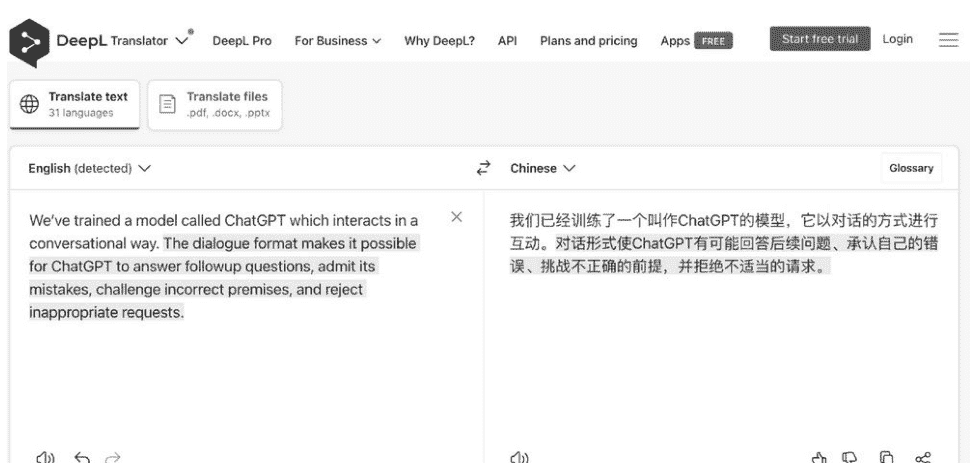 DeepL Translator DeepL Pro For Business Why DeepL? API Plans and pricing Apps FREE Start free trial Login
Translate text
31 languages
Translate files
.pdf, .docx, .pptx
English (detected)
Chinese
Glossary
We've trained a model called ChatGPT which interacts in a
conversational way. The dialogue format makes it possible
for ChatGPT to answer followup questions, admit its
mistakes, challenge incorrect premises, and reject
inappropriate requests.
我们已经训练了一个叫作ChatGPT的模型，它以对话的方式进行
互动。对话形式使ChatGPT有可能回答后续问题、承认自己的错
误、挑战不正确的前提，并拒绝不适当的请求。